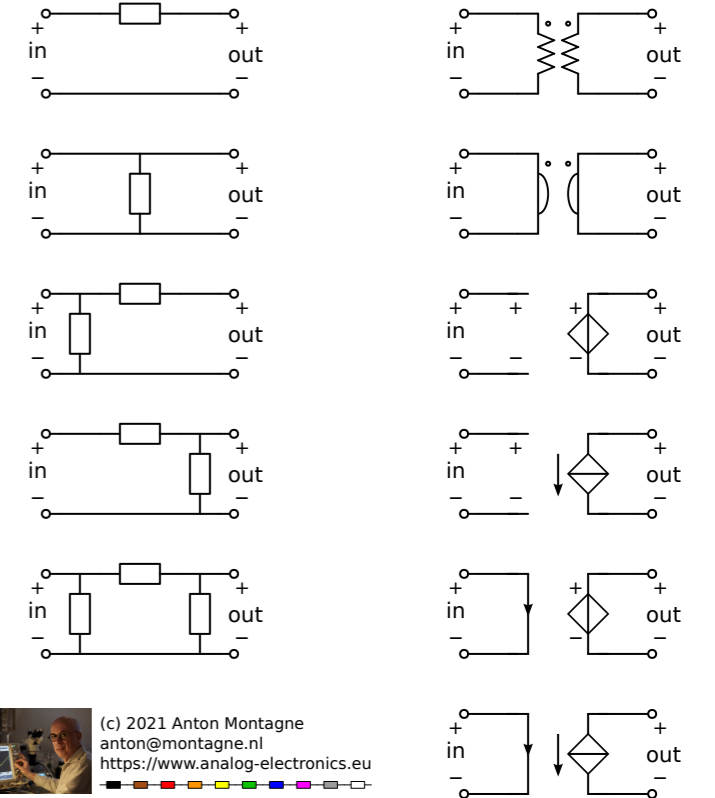 + +
in out
− −
+ +
in out
− −
+ +
in out
− −
+ +
in out
− −
+ +
in out
− −
+ +
in out
− −
+ +
in out
− −
+ + + +
in out
− − − −
+ + +
in out
− − −
+ + +
in out
− − −
+ +
in out
− −
(c) 2021 Anton Montagne
anton@montagne.nl
https://www.analog-electronics.eu